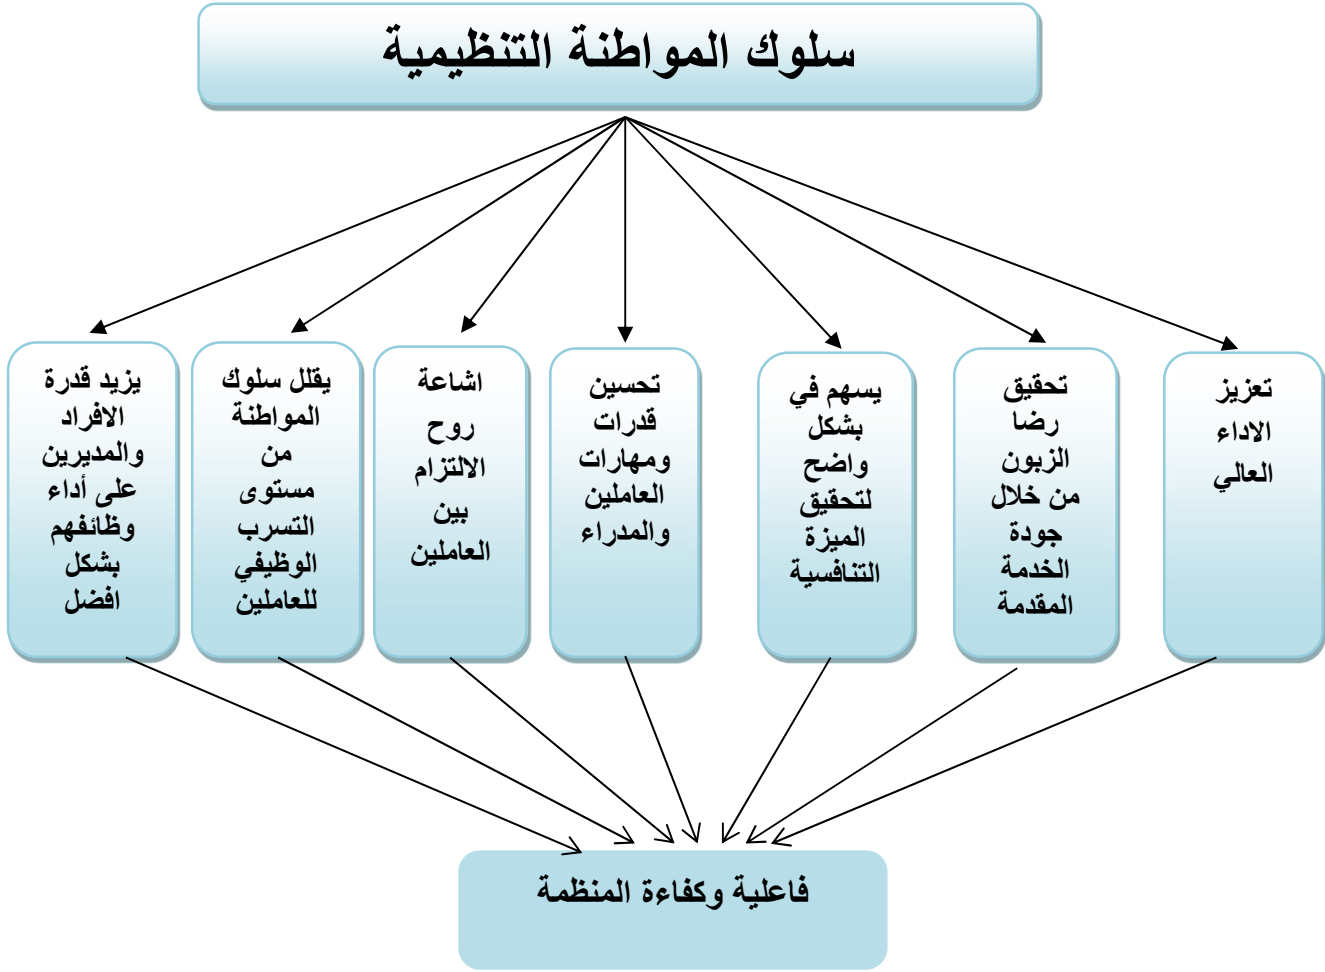 سلوك المواطنة التنظيمية
تعزيز
الاداء
العالي
تحقيق
رضا
الزبون
من خلال
جودة
الخدمة
المقدمة
يسهم في
بشكل
واضح
لتحقيق
الميزة
التنافسية
تحسين
قدرات
ومهارات
العاملين
والمدراء
اشاعة
روح
الالتزام
بين
العاملين
يقلل سلوك
المواطنة
من
مستوى
التسرب
الوظيفي
للعاملين
يزيد قدرة
الافراد
والمديرين
على أداء
وظائفهم
بشكل
افضل
فاعلية وكفاءة المنظمة